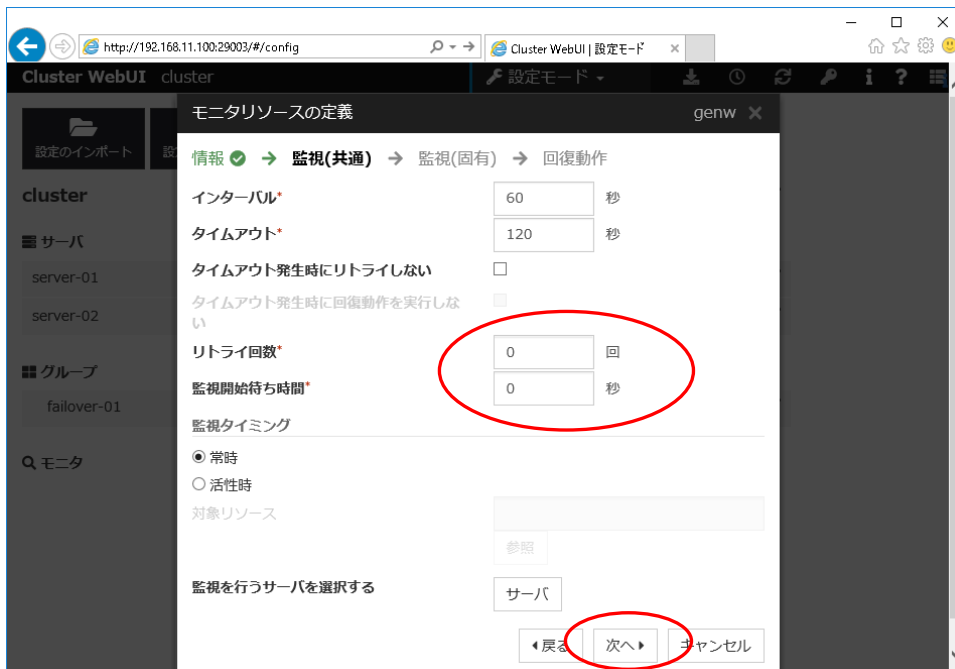 http://192.168.11.100:29003/#/config
Cluster WebUI | 設定モード
Cluster WebUI cluster 設定モード
設定のインポート
モニタリソースの定義 genw
情報 → 監視(共通) → 監視(固有) → 回復動作
cluster
インターバル* 60 秒
サーバ
タイムアウト* 120 秒
server-01
タイムアウト発生時にリトライしない
server-02
タイムアウト発生時に回復動作を実行しな
い
リトライ回数* 0 回
グループ
監視開始待ち時間* 0 秒
failover-01
監視タイミング
モニタ
常時
活性時
対象リソース
参照
監視を行うサーバを選択する サーバ
戻る 次へ キャンセル